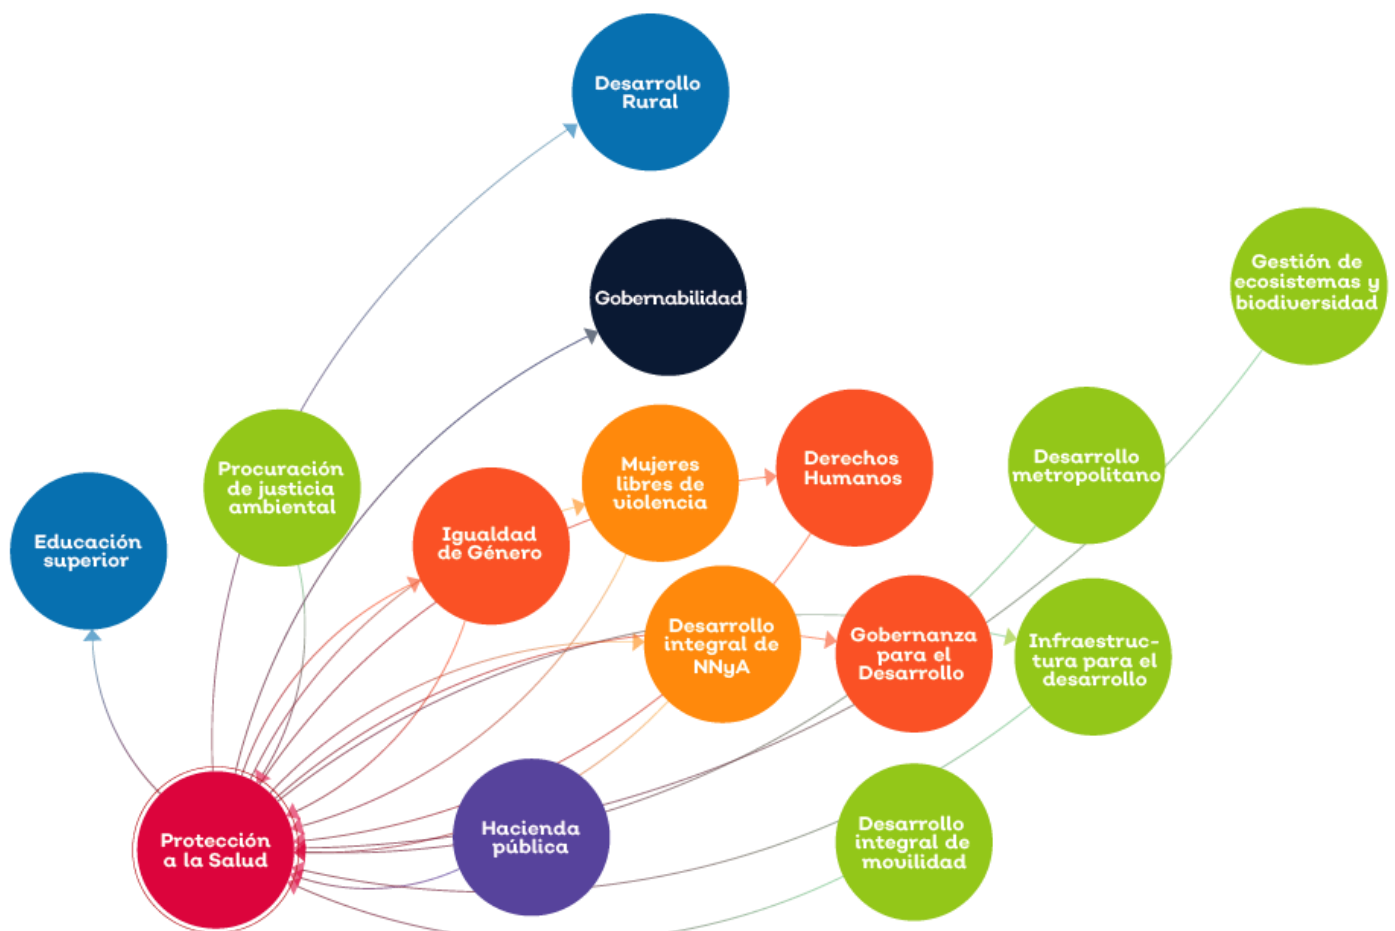 Desarrollo
Rural
Gobernabilidad
Gestión de
ecosistemas y
biodiversidad
Procuración
de justicia
ambiental
Mujeres
libres de
violencia
Derechos
Humanos
Desarrollo
metropolitano
Educación
superior
Igualdad
de Género
Desarrollo
integral de
NNyA
Gobernanza
para el
Desarrollo
Infraestruc-
tura para el
desarrollo
Protección
a la Salud
Hacienda
pública
Desarrollo
integral de
movilidad